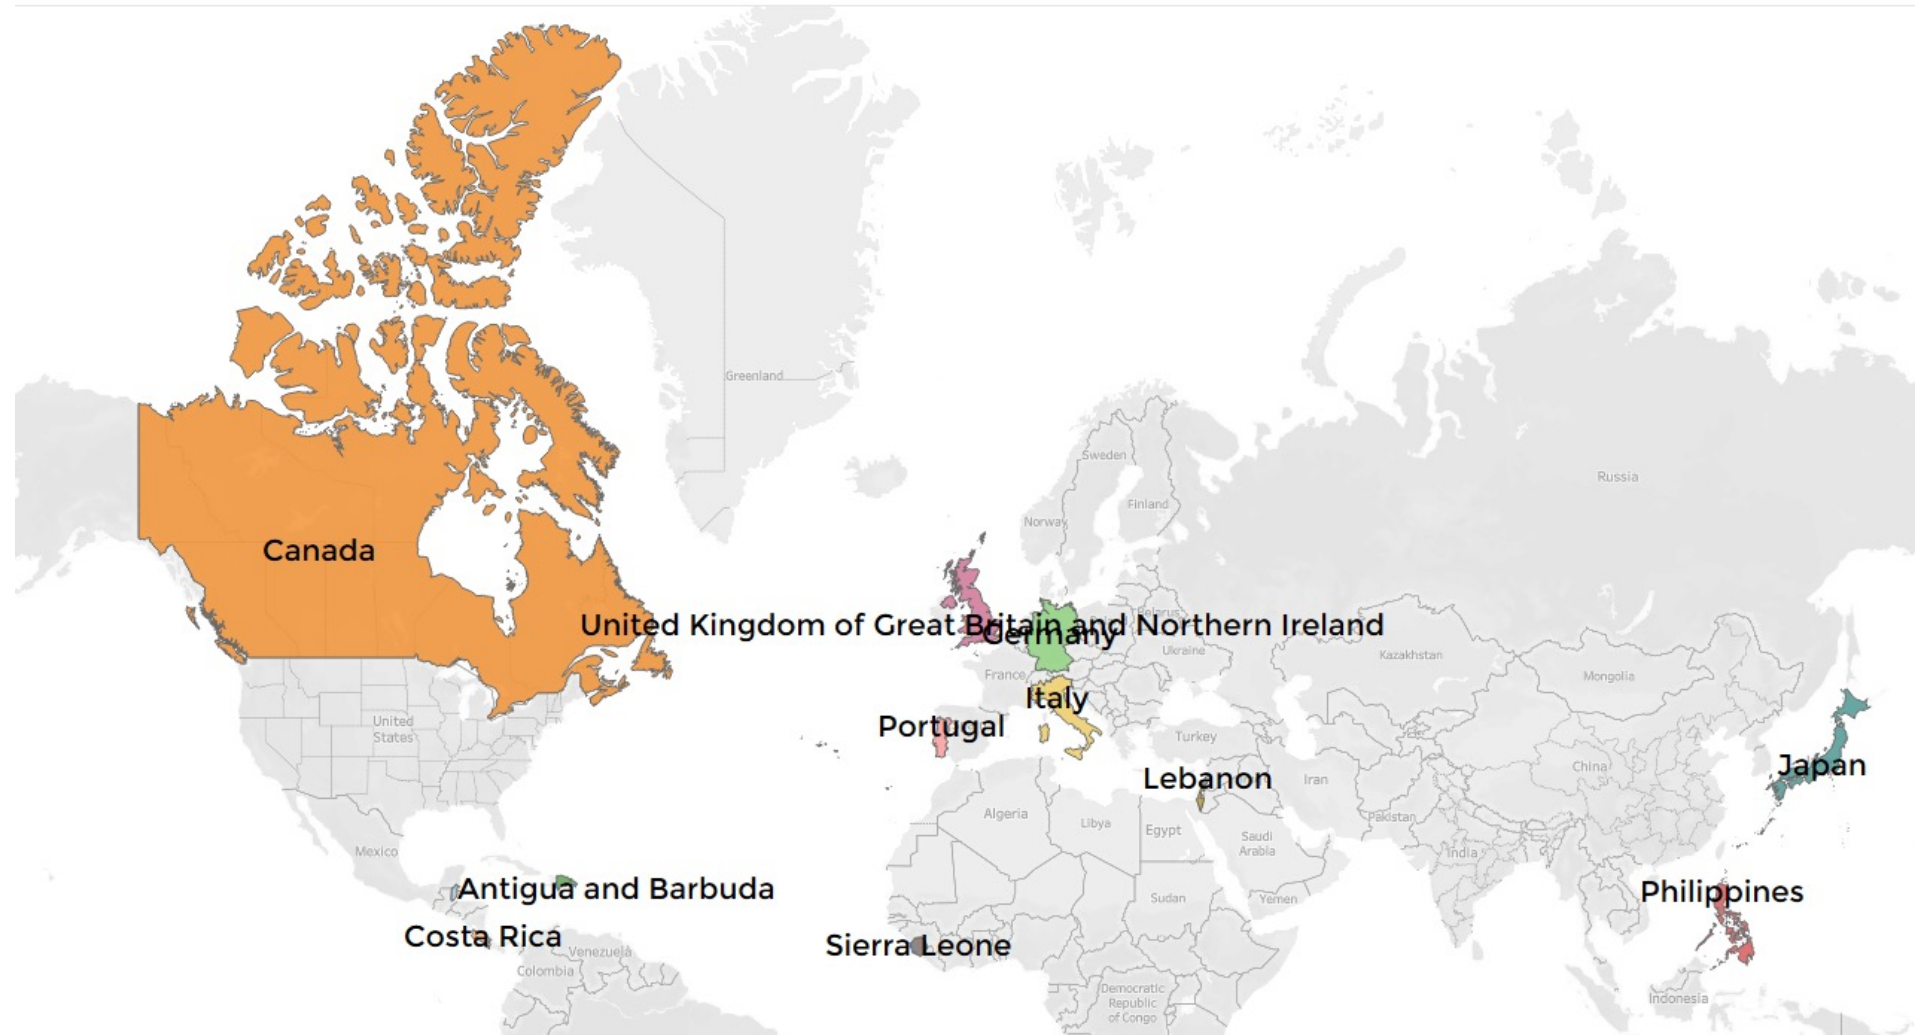 Greenland
Sweden
Russia
Finland
Norway
Canada
United Kingdom of Great Britain and Northern Ireland
Belarus
Germany
Ukraine
Kazakhstan
France
Mongolia
Italy
United
States
Portugal
Turkey
China
Japan
Lebanon
Iran
Algeria
Libya
Egypt
Pakistan
Saudi
Arabia
Mexico
India
Antigua and Barbuda
Philippines
Sudan
Yemen
Costa Rica
Sierra Leone
Venezuela
Colombia
Democratic
Republic
of Congo
Indonesia